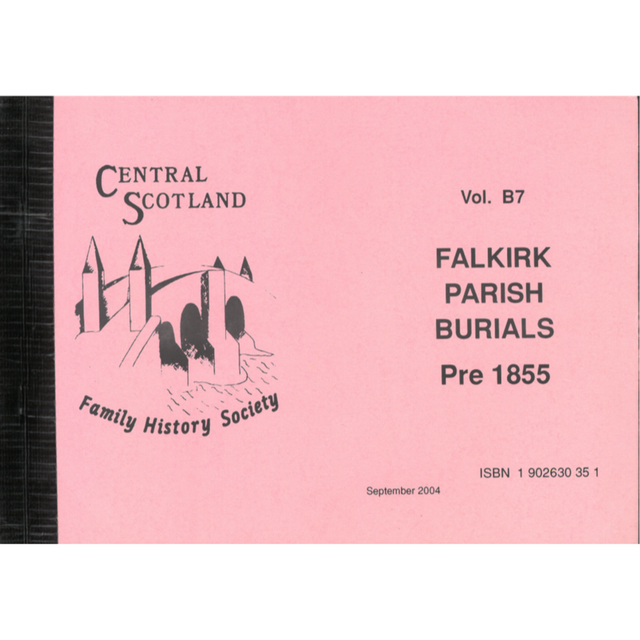 CENTRAL
SCOTLAND
Family History Society
Vol. B7
FALKIRK
PARISH
BURIALS
Pre 1855
ISBN 1 902630 35 1
September 2004